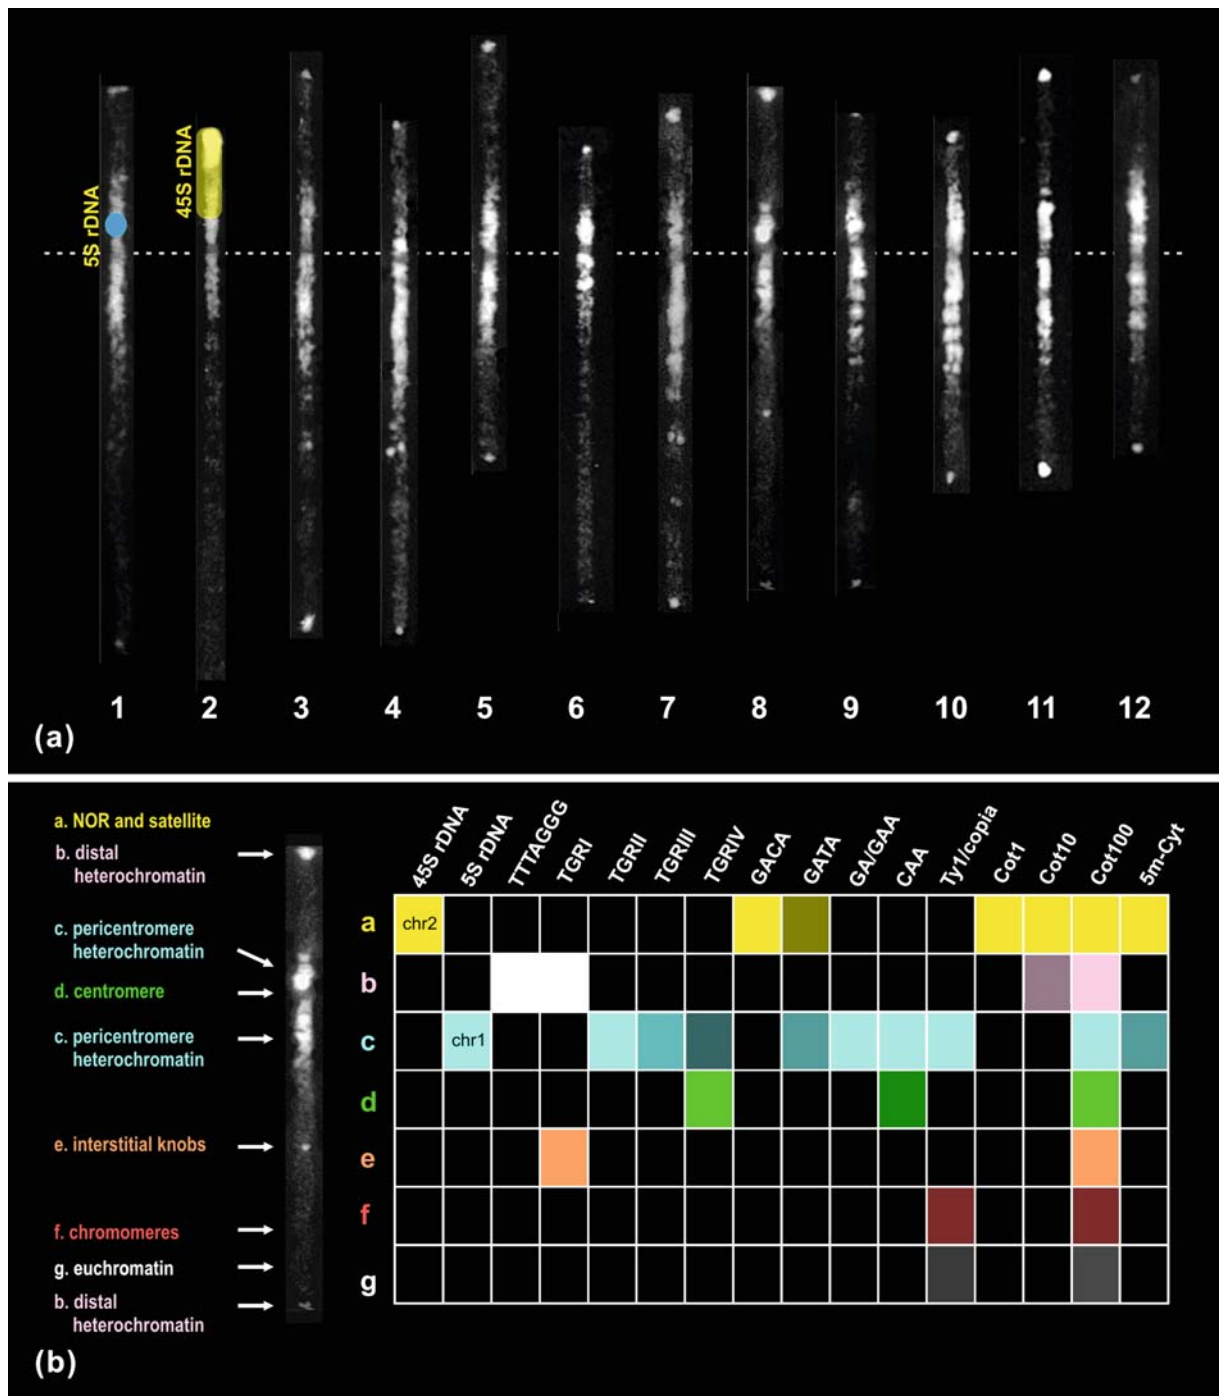 5S rDNA
45S rDNA
1 2 3 4 5 6 7 8 9 10 11 12
(a)
a. NOR and satellite
b. distal
heterochromatin
c. pericentromere
heterochromatin
d. centromere
c. pericentromere
heterochromatin
e. interstitial knobs
f. chromomeres
g. euchromatin
b. distal
heterochromatin
(b)
45S rDNA
5S rDNA
TTTAGGG
TGRI
TGRII
TGRIII
TGRIV
GACA
GATA
GA/GAA
CAA
Ty1/copia
Cot1
Cot10
Cot100
5m-Cyt
a chr2
b
c chr1
d
e
f
g